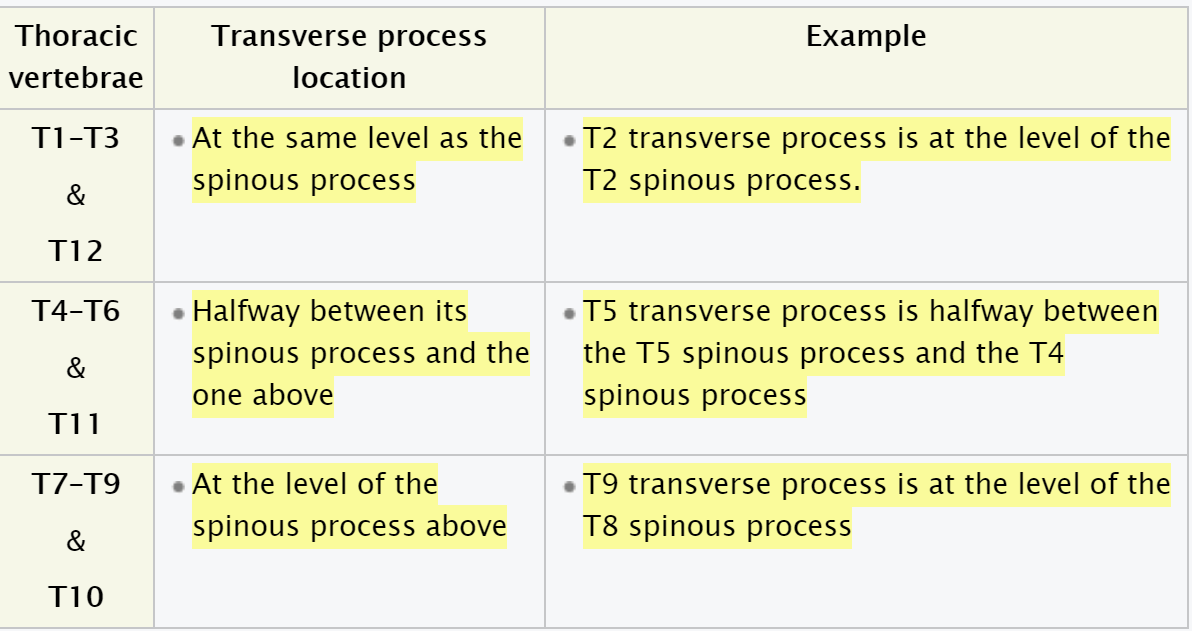 Thoracic
vertebrae
Transverse process
location
Example
T1–T3
&
T12
At the same level as the
spinous process
T2 transverse process is at the level of the
T2 spinous process.
T4–T6
&
T11
Halfway between its
spinous process and the
one above
T5 transverse process is halfway between
the T5 spinous process and the T4
spinous process
T7–T9
&
T10
At the level of the
spinous process above
T9 transverse process is at the level of the
T8 spinous process